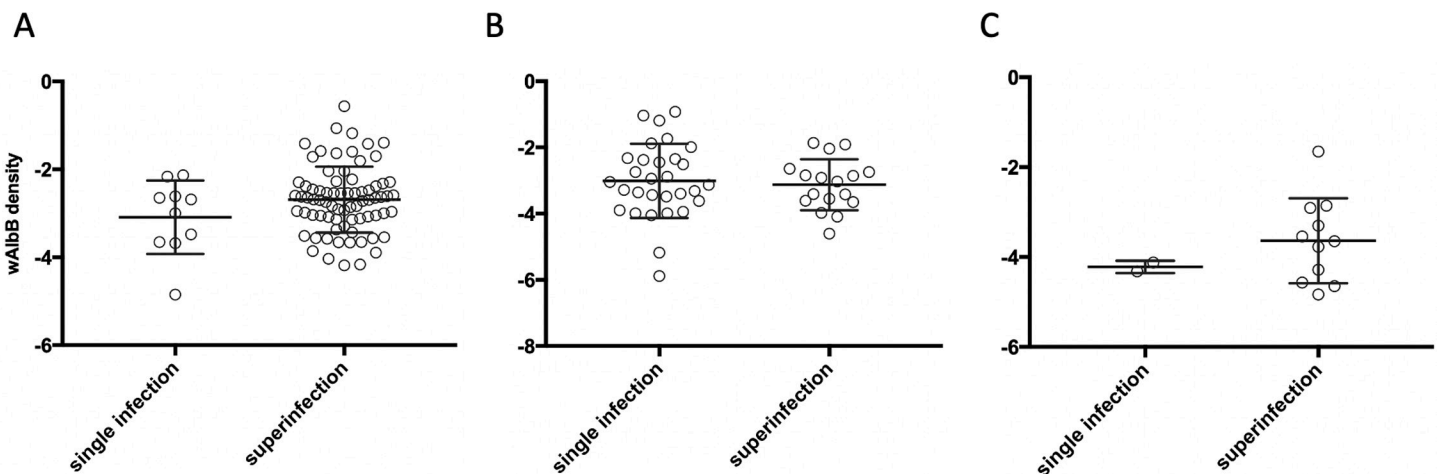 A
B
C
wAlbB density
0
-2
-4
-6
single infection
superinfection
0
-2
-4
-6
-8
single infection
superinfection
0
-2
-4
-6
single infection
superinfection